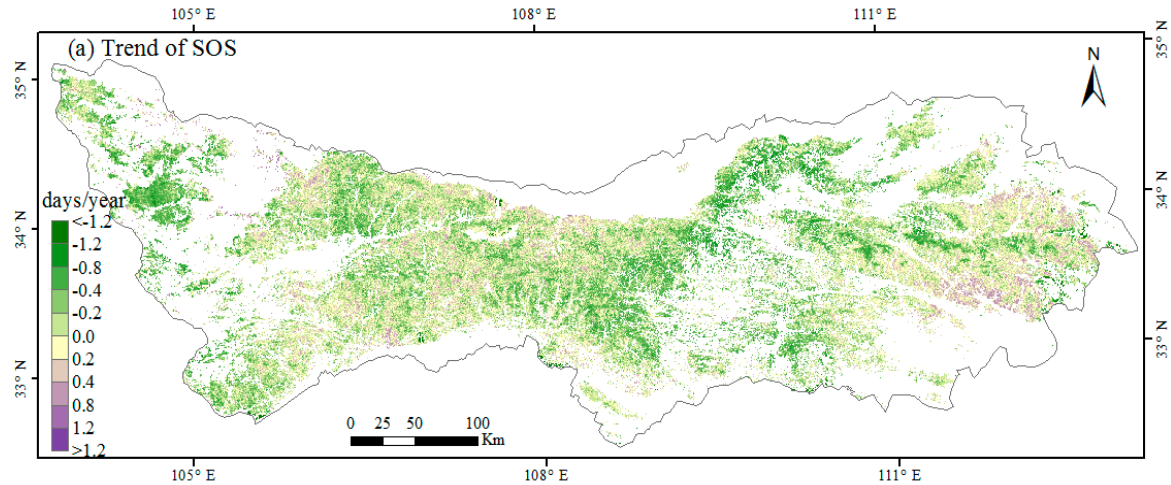 105° E 108° E 111° E
(a) Trend of SOS
N
35° N
35° N
34° N
34° N
33° N
33° N
days/year
<-1.2
-1.2
-0.8
-0.4
-0.2
0.0
0.2
0.4
0.8
1.2
>1.2
0 25 50 100
Km
105° E 108° E 111° E